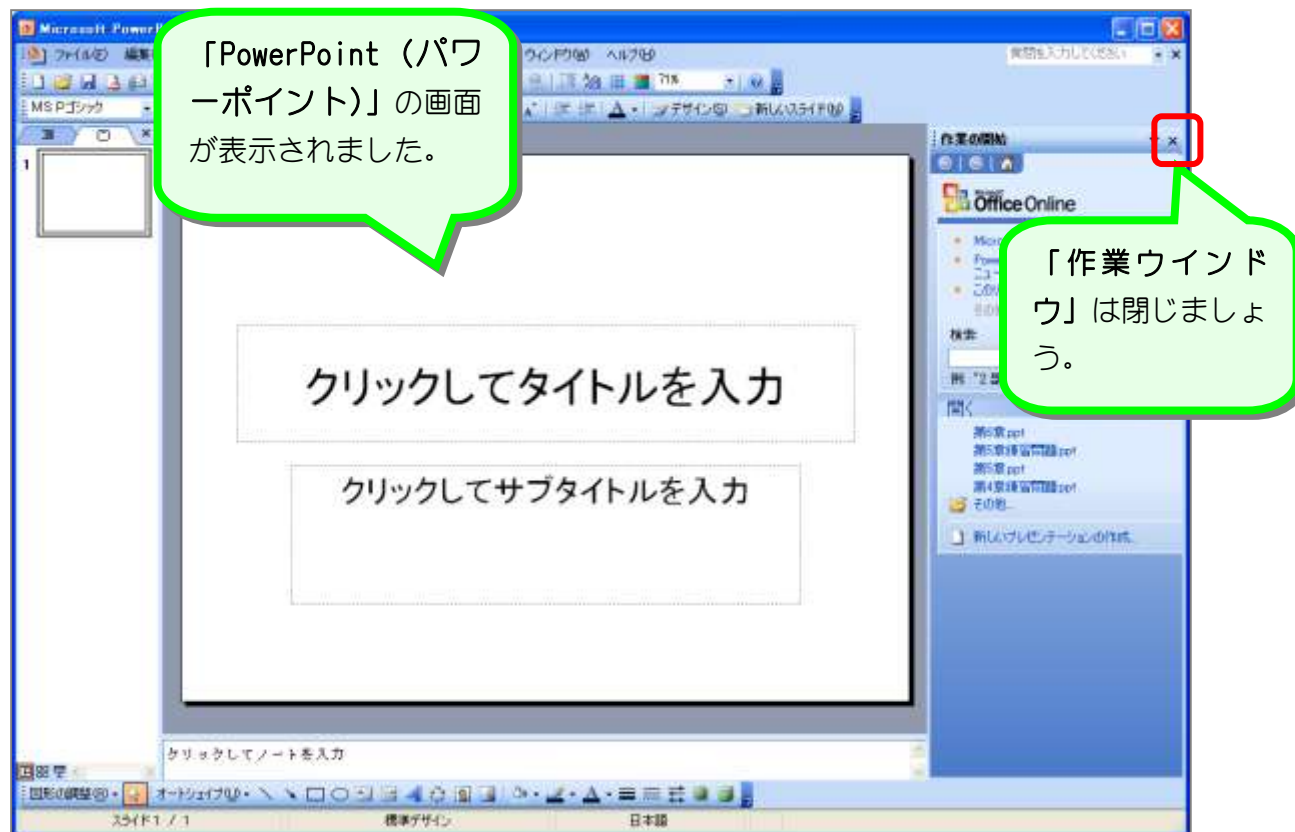 Microsoft PowerP
ファイル(F) 編集
ウィンドウ(W) ヘルプ(H)
質問を入力してください
「PowerPoint (パワ
ーポイント)」の画面
が表示されました。
71%
MS Pゴシック
デザイン(S) 新しいスライド(N)
1
作業の開始
Microsoft
Office Online
「作業ウインド
ウ」は閉じましょ
う。
検索:
開く
第6章.ppt
第5章練習問題.ppt
第5章.ppt
第4章練習問題.ppt
その他...
新しいプレゼンテーションの作成...
クリックしてタイトルを入力
クリックしてサブタイトルを入力
クリックしてノートを入力
図形の調整(R)
オートシェイプ(U)
スライド 1 / 1
標準デザイン
日本語